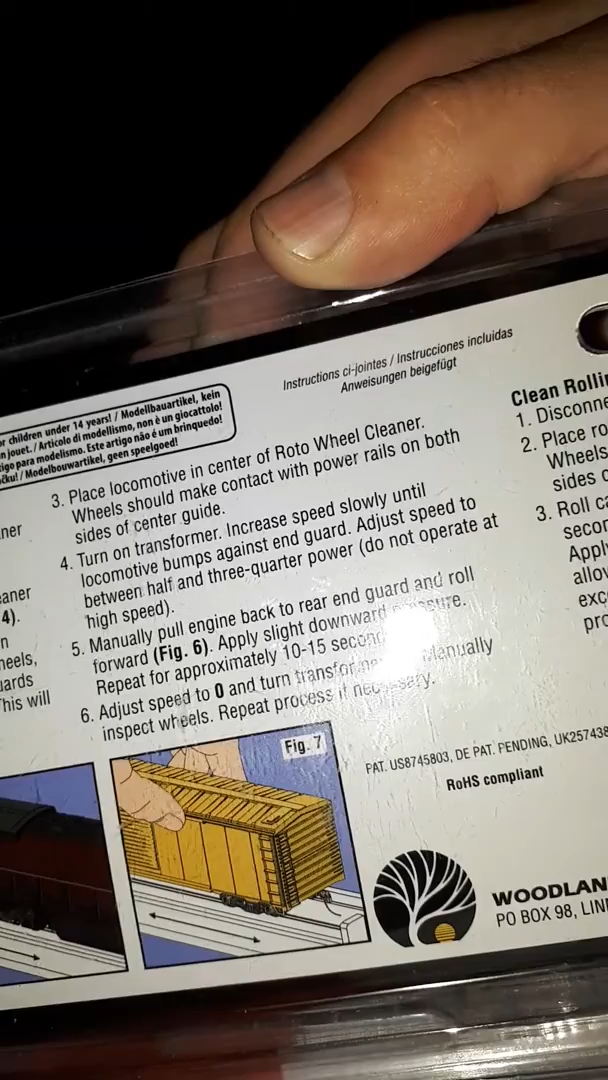 Instructions ci-jointes / Instrucciones incluidas
Anweisungen beigefügt
or children under 14 years! / Modellbauartikel, kein
n jouet. / Articolo di modellismo, non è un giocattolo!
tigo para modelismo. Este artigo não é um brinquedo!
/ Modelbouwartikel, geen speelgoed!
ner
eaner
4).
n
heels,
uards
his will
3. Place locomotive in center of Roto Wheel Cleaner.
Wheels should make contact with power rails on both
sides of center guide.
4. Turn on transformer. Increase speed slowly until
locomotive bumps against end guard. Adjust speed to
between half and three-quarter power (do not operate at
high speed).
5. Manually pull engine back to rear end guard and roll
forward (Fig. 6). Apply slight downward
Repeat for approximately 10-15
6. Adjust speed to 0 and turn Manually
inspect wheels. Repeat process if
Clean Rollin
1. Disconne
2. Place ro
Wheels
sides o
3. Roll ca
secon
Appl
allov
exc
pro
Fig. 7
PAT. US8745803, DE PAT. PENDING, UK257438
RoHS compliant
WOODLAN
PO BOX 98, LIN